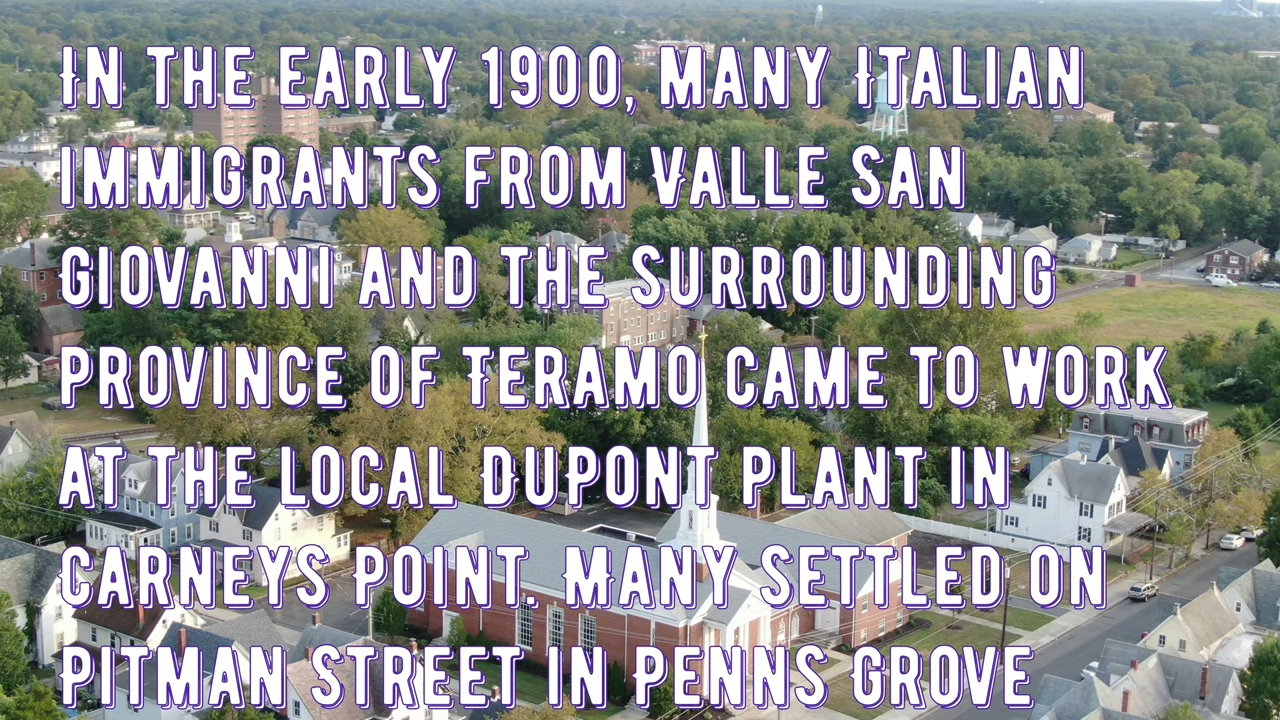 In the early 1900, many Italian
immigrants from Valle San
Giovanni and the surrounding
province of Teramo came to work
at the local Dupont plant in
Carneys Point. Many settled on
Pitman Street in Penns Grove